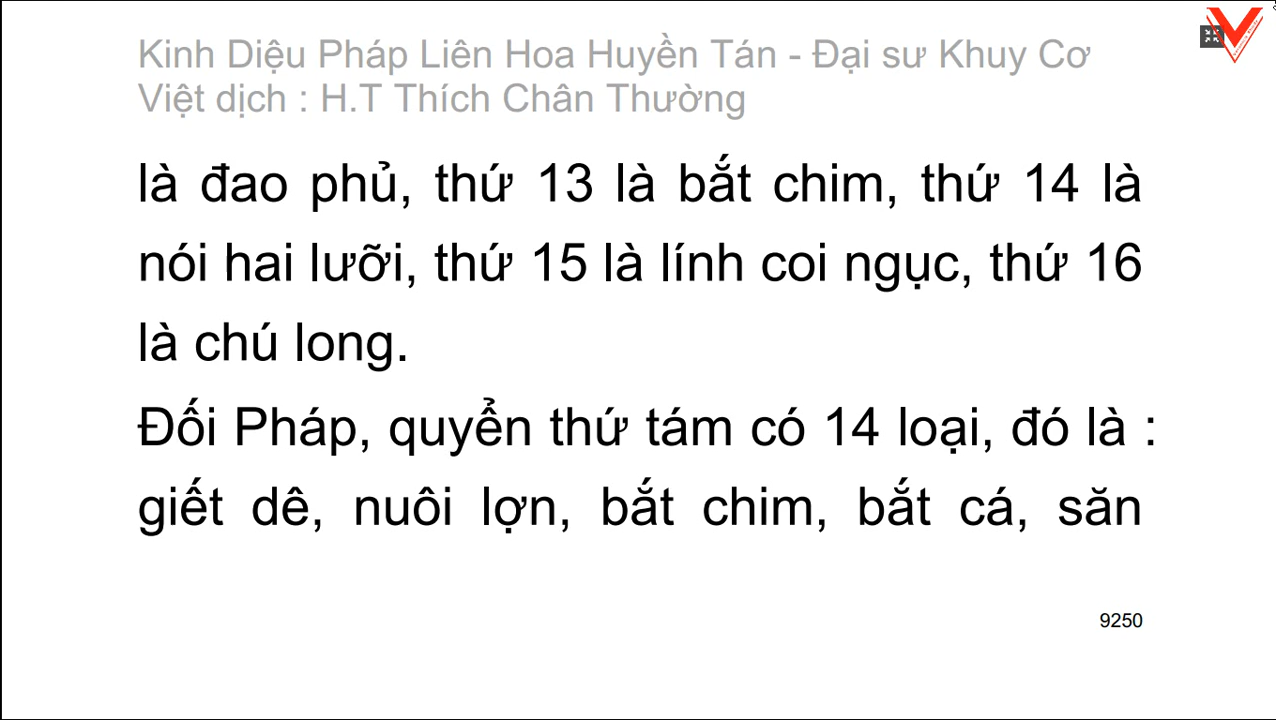 Kinh Diệu Pháp Liên Hoa Huyền Tán - Đại sư Khuy Cơ
Việt dịch : H.T Thích Chân Thường
là đao phủ, thứ 13 là bắt chim, thứ 14 là
nói hai lưỡi, thứ 15 là lính coi ngục, thứ 16
là chú long.
Đối Pháp, quyển thứ tám có 14 loại, đó là :
giết dê, nuôi lợn, bắt chim, bắt cá, săn
9250